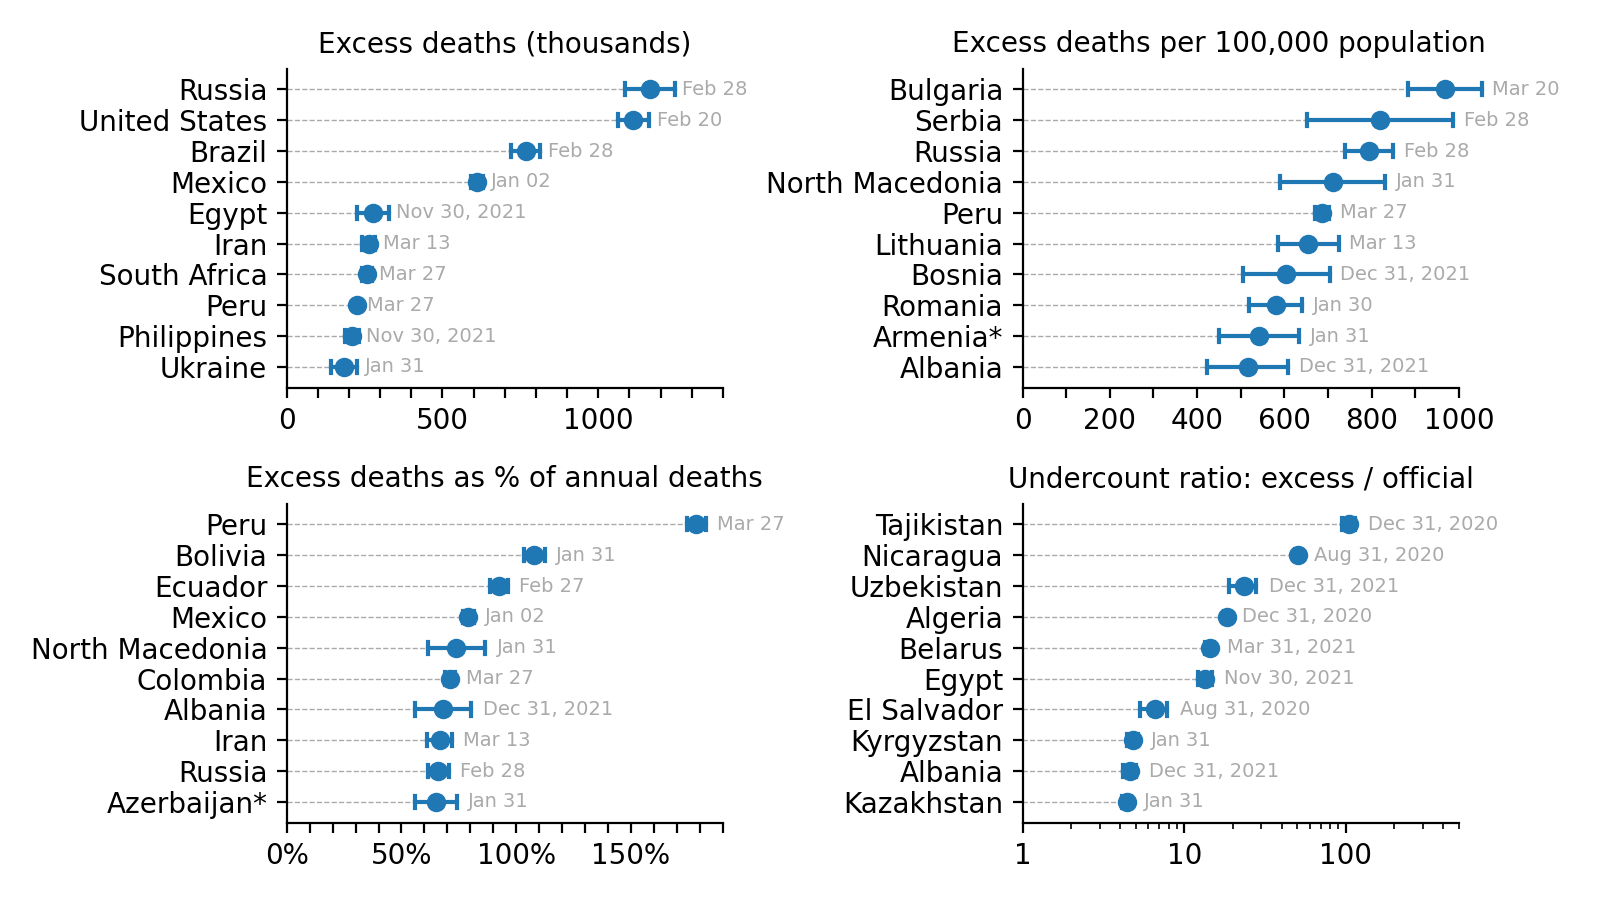 Excess deaths (thousands)
Russia Feb 28
United States Feb 20
Brazil Feb 28
Mexico Jan 02
Egypt Nov 30, 2021
Iran Mar 13
South Africa Mar 27
Peru Mar 27
Philippines Nov 30, 2021
Ukraine Jan 31
0 500 1000
Excess deaths per 100,000 population
Bulgaria Mar 20
Serbia Feb 28
Russia Feb 28
North Macedonia Jan 31
Peru Mar 27
Lithuania Mar 13
Bosnia Dec 31, 2021
Romania Jan 30
Armenia* Jan 31
Albania Dec 31, 2021
0 200 400 600 800 1000
Excess deaths as % of annual deaths
Peru Mar 27
Bolivia Jan 31
Ecuador Feb 27
Mexico Jan 02
North Macedonia Jan 31
Colombia Mar 27
Albania Dec 31, 2021
Iran Mar 13
Russia Feb 28
Azerbaijan* Jan 31
0% 50% 100% 150%
Undercount ratio: excess / official
Tajikistan Dec 31, 2020
Nicaragua Aug 31, 2020
Uzbekistan Dec 31, 2021
Algeria Dec 31, 2020
Belarus Mar 31, 2021
Egypt Nov 30, 2021
El Salvador Aug 31, 2020
Kyrgyzstan Jan 31
Albania Dec 31, 2021
Kazakhstan Jan 31
1 10 100